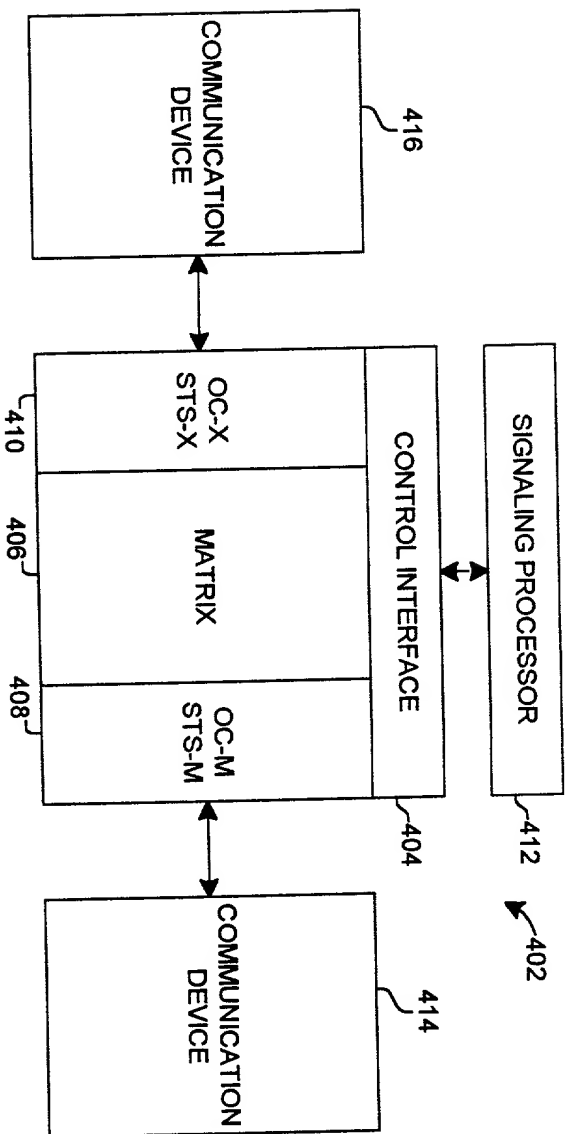 402
SIGNALING PROCESSOR
412
CONTROL INTERFACE
404
416
COMMUNICATION
DEVICE
OC-X
STS-X
MATRIX
OC-M
STS-M
414
COMMUNICATION
DEVICE
410
406
408